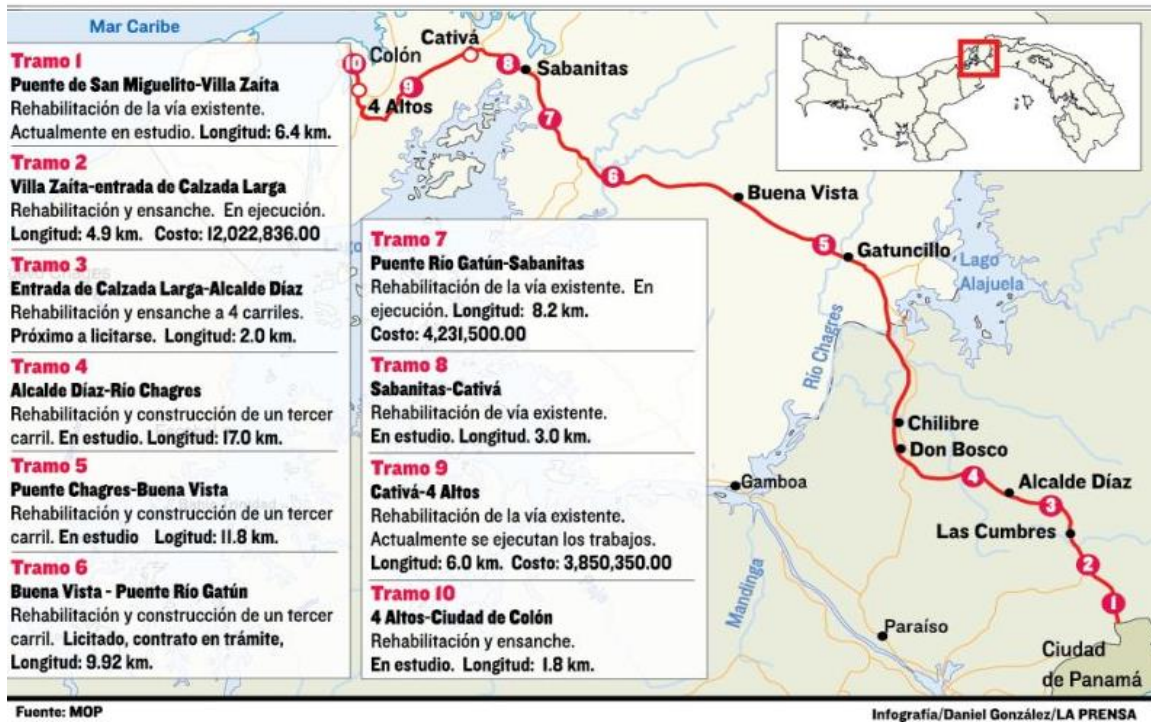 Mar Caribe
Tramo 1
Puente de San Miguelito-Villa Zaíta
Rehabilitación de la vía existente.
Actualmente en estudio. Longitud: 6.4 km.
Tramo 2
Villa Zaíta-entrada de Calzada Larga
Rehabilitación y ensanche. En ejecución.
Longitud: 4.9 km. Costo: 12,022,836.00
Tramo 3
Entrada de Calzada Larga-Alcalde Díaz
Rehabilitación y ensanche a 4 carriles.
Próximo a licitarse. Longitud: 2.0 km.
Tramo 4
Alcalde Díaz-Río Chagres
Rehabilitación y construcción de un tercer
carril. En estudio. Longitud: 17.0 km.
Tramo 5
Puente Chagres-Buena Vista
Rehabilitación y construcción de un tercer
carril. En estudio Logitud: 11.8 km.
Tramo 6
Buena Vista - Puente Río Gatún
Rehabilitación y construcción de un tercer
carril. Licitado, contrato en trámite,
Longitud: 9.92 km.
Tramo 7
Puente Río Gatún-Sabanitas
Rehabilitación de la vía existente. En
ejecución. Longitud: 8.2 km.
Costo: 4,231,500.00
Tramo 8
Sabanitas-Cativá
Rehabilitación de vía existente.
En estudio. Longitud. 3.0 km.
Tramo 9
Cativá-4 Altos
Rehabilitación de la vía existente.
Actualmente se ejecutan los trabajos.
Longitud: 6.0 km. Costo: 3,850,350.00
Tramo 10
4 Altos-Ciudad de Colón
Rehabilitación y ensanche.
En estudio. Longitud: 1.8 km.
10
Colón
4 Altos
9
Cativá
8
Sabanitas
7
6
Buena Vista
5
Gatuncillo
Lago
Alajuela
Río Chagres
Chilibre
Don Bosco
Gamboa
4
Alcalde Díaz
3
Las Cumbres
2
1
Mandinga
Paraíso
Ciudad
de Panamá
Fuente: MOP
Infografía/Daniel González/LA PRENSA